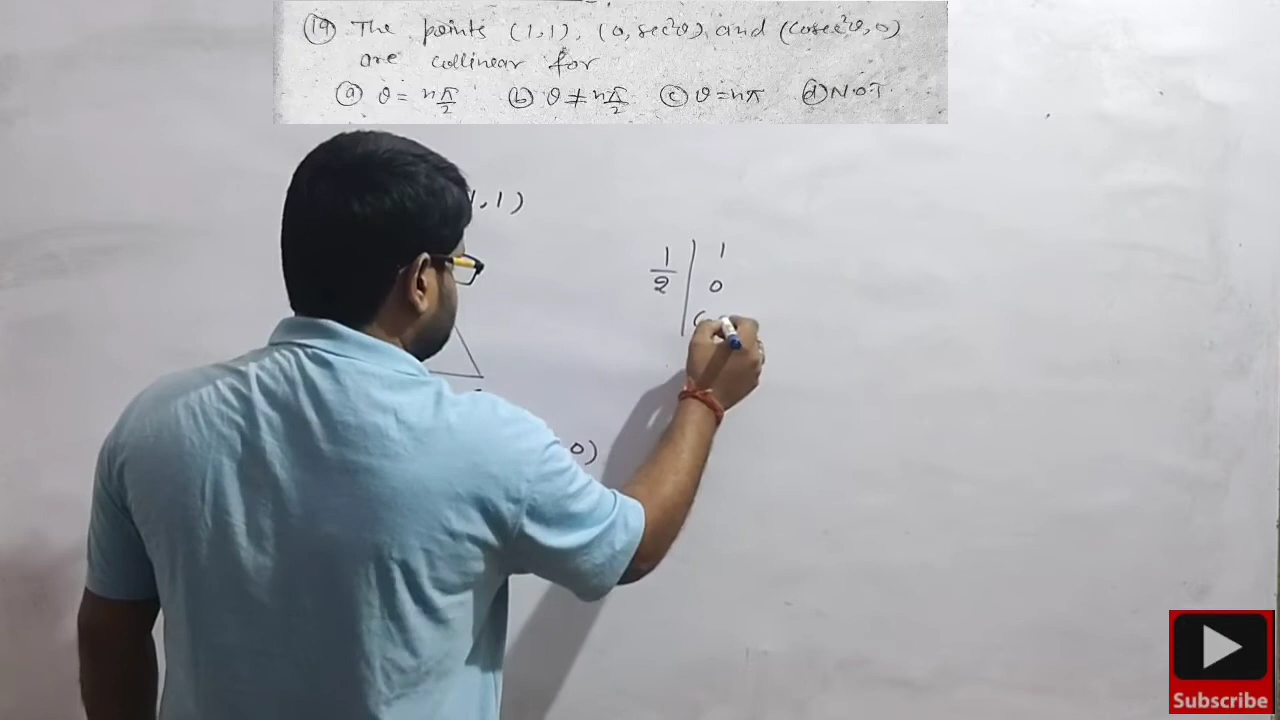 (19) The points (1,1), (0, sec²θ) and (cosec²θ, 0)
are collinear for
(a) θ = nπ/2 (b) θ ≠ nπ/2 (c) θ = nπ (d) N.O.T
1, 1)
1/2 | 1
0
0)
Subscribe